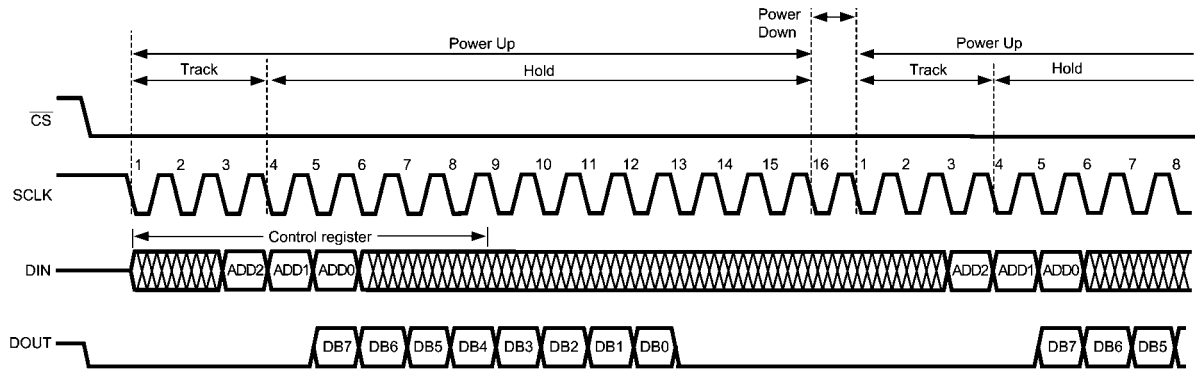 Power Down
Power Up Power Up
Track Hold Track Hold
CS
1 2 3 4 5 6 7 8 9 10 11 12 13 14 15 16 1 2 3 4 5 6 7 8
SCLK
Control register
DIN ADD2 ADD1 ADD0 ADD2 ADD1 ADD0
DOUT DB7 DB6 DB5 DB4 DB3 DB2 DB1 DB0 DB7 DB6 DB5